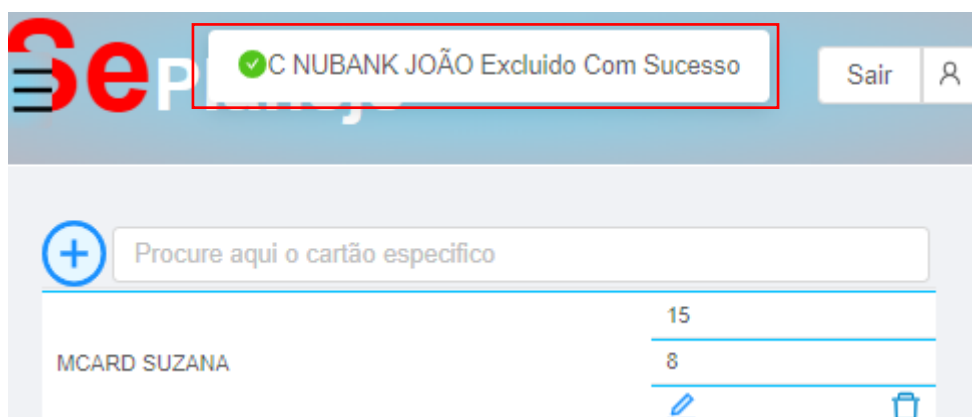 Se
C NUBANK JOÃO Excluido Com Sucesso
Sair
Procure aqui o cartão especifico
15
MCARD SUZANA
8